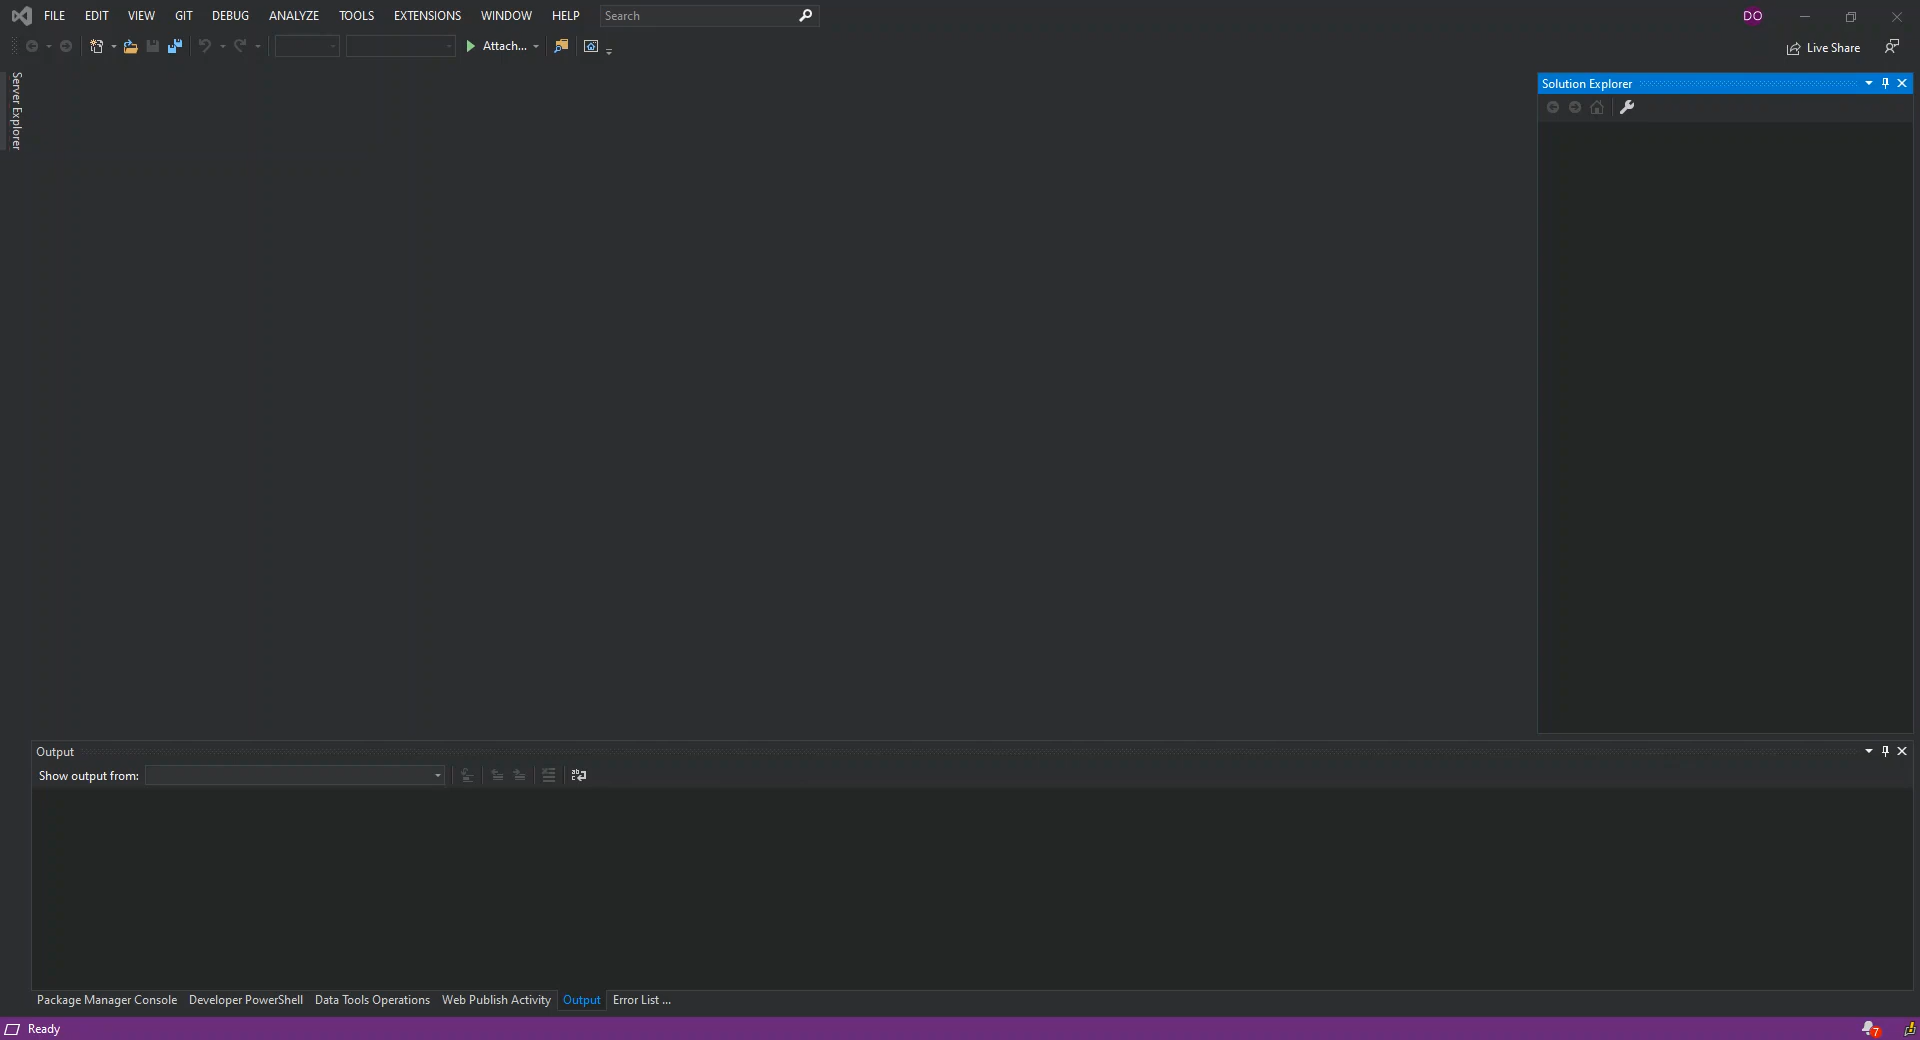 FILE EDIT VIEW GIT DEBUG ANALYZE TOOLS EXTENSIONS WINDOW HELP Search DO
Attach... Live Share
Server Explorer
Solution Explorer
Output
Show output from:
Package Manager Console Developer PowerShell Data Tools Operations Web Publish Activity Output Error List ...
Ready 7